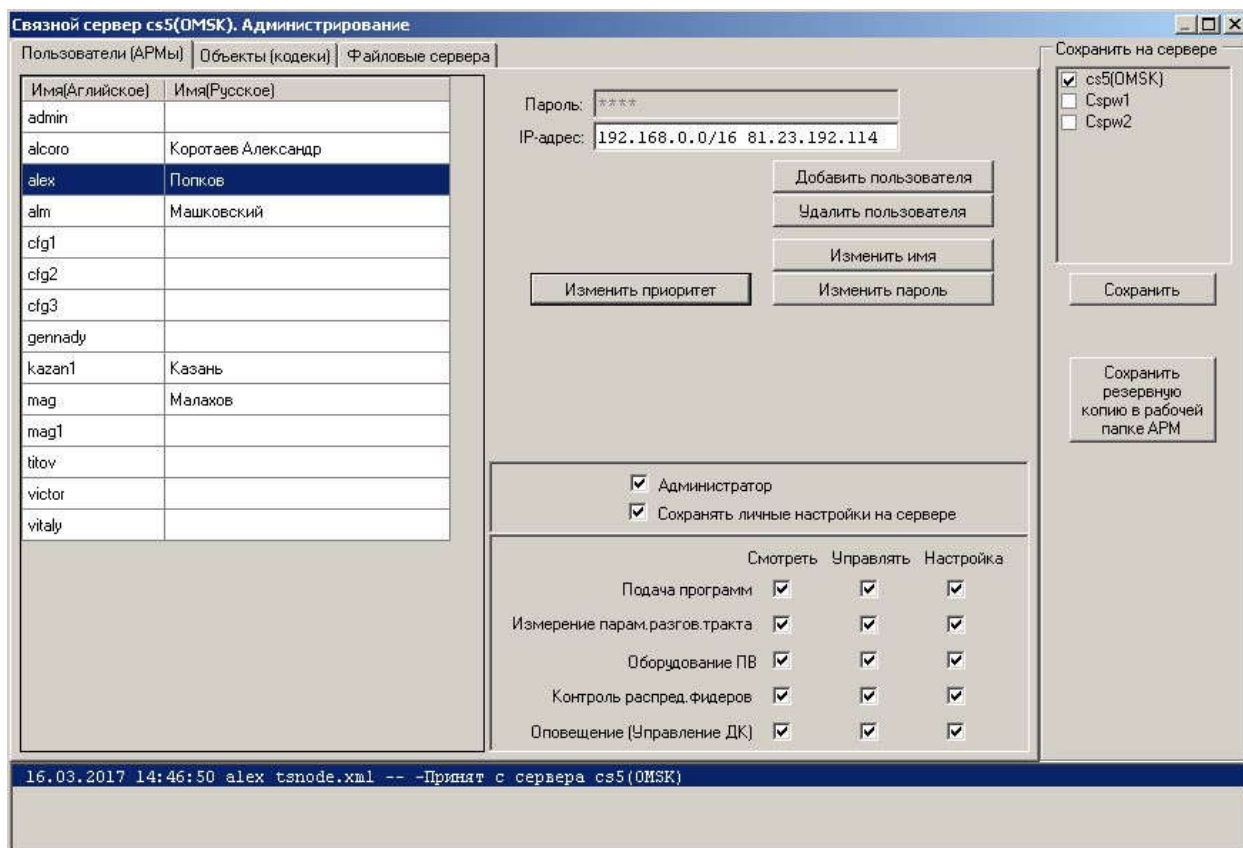 Связной сервер cs5(OMSK). Администрирование
Пользователи (АРМы) Объекты (кодеки) Файловые сервера
Имя(Аглийское) Имя(Русское)
admin
alcoro Коротаев Александр
alex Попков
alm Машковский
cfg1
cfg2
cfg3
gennady
kazan1 Казань
mag Малахов
mag1
titov
victor
vitaly
Пароль: ****
IP-адрес: 192.168.0.0/16 81.23.192.114
Добавить пользователя
Удалить пользователя
Изменить имя
Изменить приоритет Изменить пароль
Администратор
Сохранять личные настройки на сервере
Смотреть Управлять Настройка
Подача программ
Измерение парам.разгов.тракта
Оборудование ПВ
Контроль распред.фидеров
Оповещение (Управление ДК)
Сохранить на сервере
cs5(OMSK)
Cspw1
Cspw2
Сохранить
Сохранить
резервную
копию в рабочей
папке АРМ
16.03.2017 14:46:50 alex tsnode.xml -- -Принят с сервера cs5(OMSK)